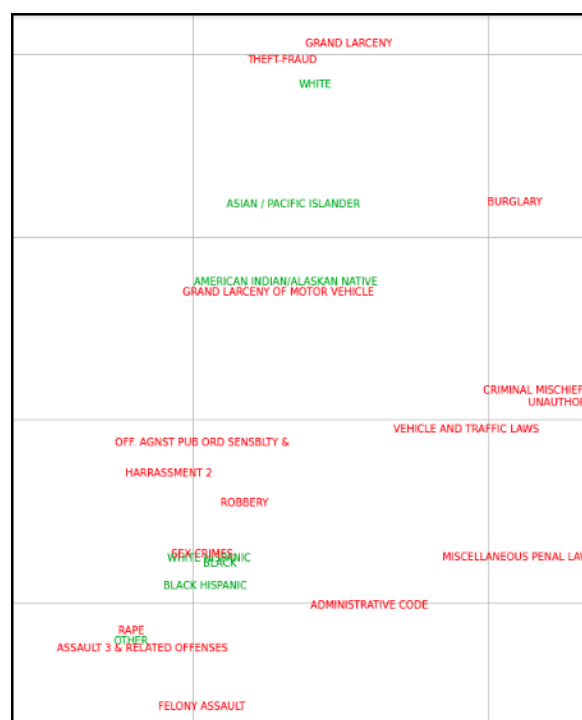 GRAND LARCENY
THEFT-FRAUD
WHITE
BURGLARY
ASIAN / PACIFIC ISLANDER
AMERICAN INDIAN/ALASKAN NATIVE
GRAND LARCENY OF MOTOR VEHICLE
CRIMINAL MISCHIEF
UNAUTHOR
VEHICLE AND TRAFFIC LAWS
OFF. AGNST PUB ORD SENSBLTY &
HARRASSMENT 2
ROBBERY
SEX CRIMES
WHITE HISPANIC
MISCELLANEOUS PENAL LAW
BLACK
BLACK HISPANIC
ADMINISTRATIVE CODE
RAPE
OTHER
ASSAULT 3 & RELATED OFFENSES
FELONY ASSAULT